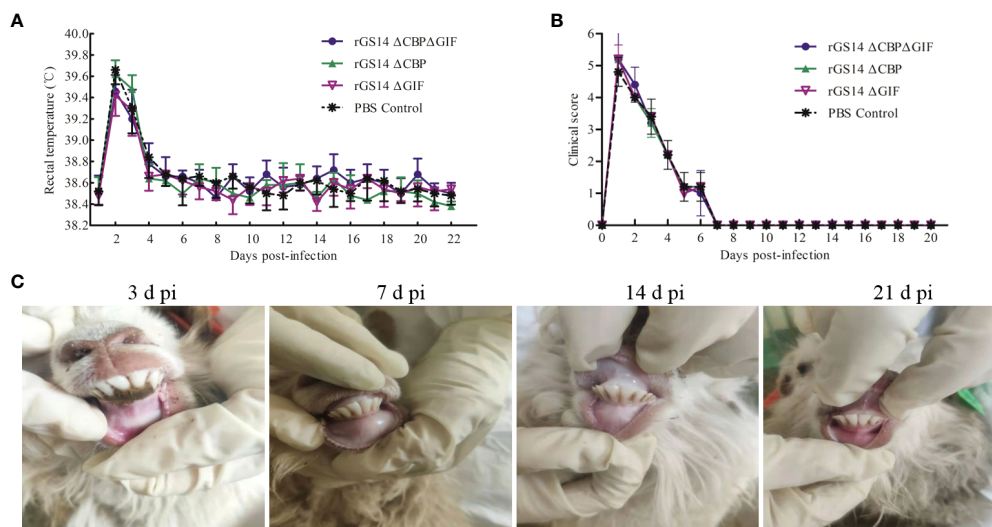 A
40.0
39.8
39.6
39.4
39.2
39.0
38.8
38.6
38.4
38.2
Rectal temperature (℃)
2 4 6 8 10 12 14 16 18 20 22
Days post-infection
rGS14 ΔCBPΔGIF
rGS14 ΔCBP
rGS14 ΔGIF
PBS Control
B
6
5
4
3
2
1
0
Clinical score
0 2 4 6 8 10 12 14 16 18 20
Days post-infection
rGS14 ΔCBPΔGIF
rGS14 ΔCBP
rGS14 ΔGIF
PBS Control
C
3 d pi 7 d pi 14 d pi 21 d pi